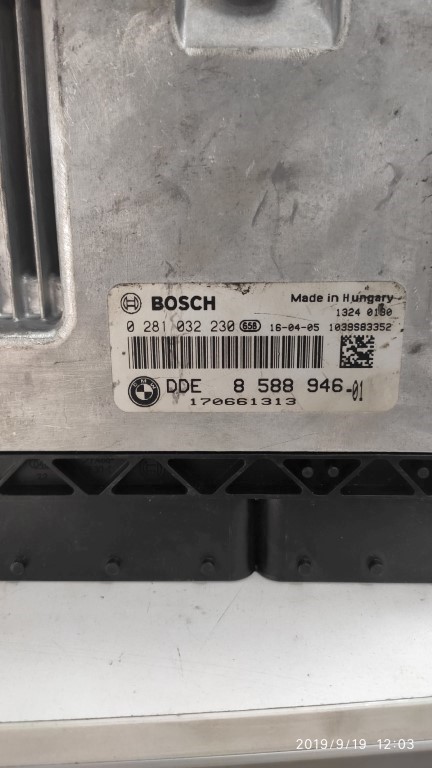 BOSCH Made in Hungary
1324 0180
0 281 032 230 658 16-04-05 1039S83352
BMW DDE 8 588 946-01
170661313
2019/9/19 12:03